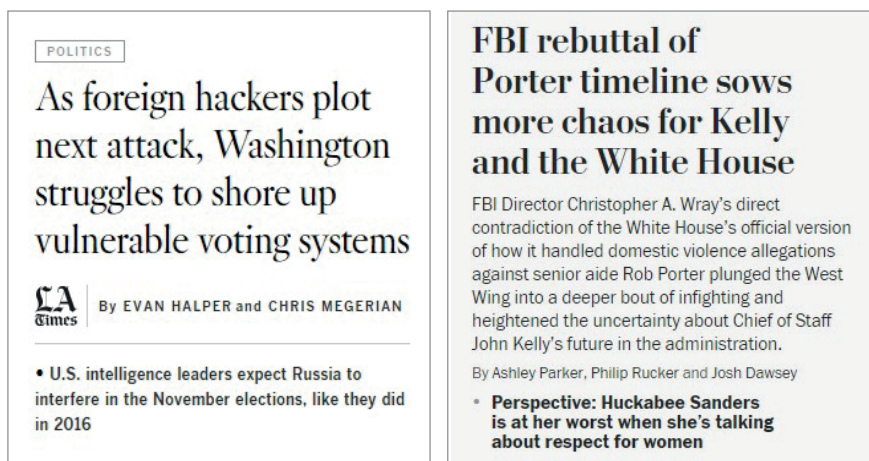 POLITICS
As foreign hackers plot
next attack, Washington
struggles to shore up
vulnerable voting systems
LA
Times
By EVAN HALPER and CHRIS MEGERIAN
• U.S. intelligence leaders expect Russia to
interfere in the November elections, like they did
in 2016
FBI rebuttal of
Porter timeline sows
more chaos for Kelly
and the White House
FBI Director Christopher A. Wray’s direct
contradiction of the White House’s official version
of how it handled domestic violence allegations
against senior aide Rob Porter plunged the West
Wing into a deeper bout of infighting and
heightened the uncertainty about Chief of Staff
John Kelly’s future in the administration.
By Ashley Parker, Philip Rucker and Josh Dawsey
• Perspective: Huckabee Sanders
is at her worst when she’s talking
about respect for women